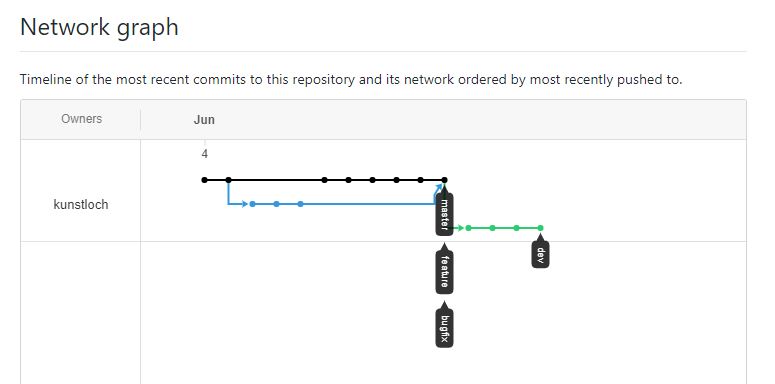 Network graph
Timeline of the most recent commits to this repository and its network ordered by most recently pushed to.
Owners
Jun
4
kunstloch
master
feature
bugfix
dev